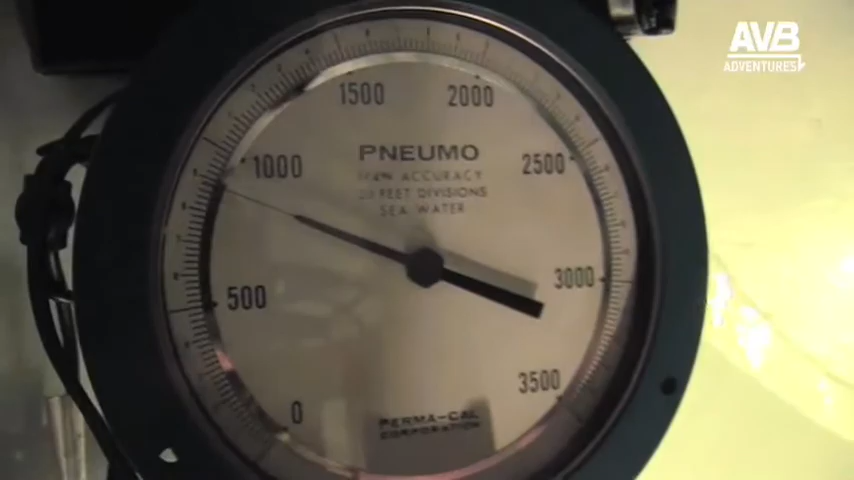 AVB
ADVENTURES
1500 2000
PNEUMO
1000 2500
ACCURACY
FEET DIVISIONS
SEA WATER
3000
500
3500
0
PERMA-CAL
CORPORATION